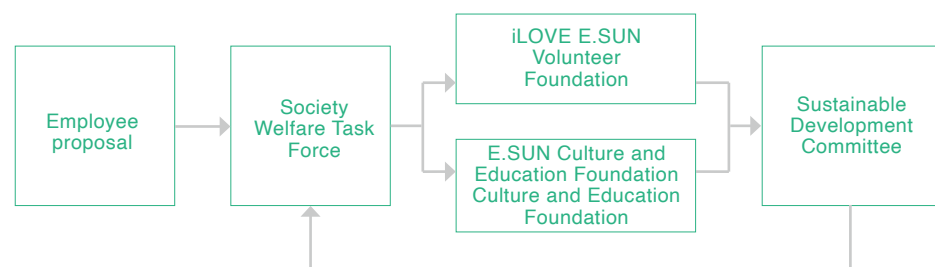 Employee
proposal
Society
Welfare Task
Force
iLOVE E.SUN
Volunteer
Foundation
E.SUN Culture and
Education Foundation
Culture and Education
Foundation
Sustainable
Development
Committee